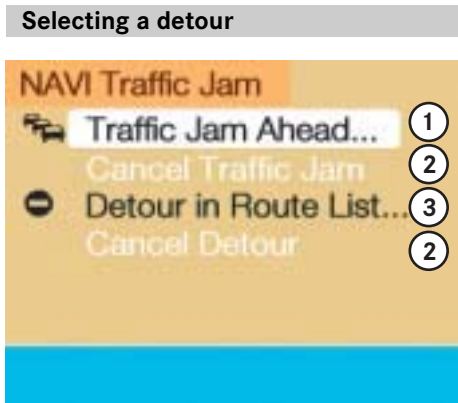 Selecting a detour
NAVI Traffic Jam
Traffic Jam Ahead... 1
Cancel Traffic Jam 2
Detour in Route List... 3
Cancel Detour 2